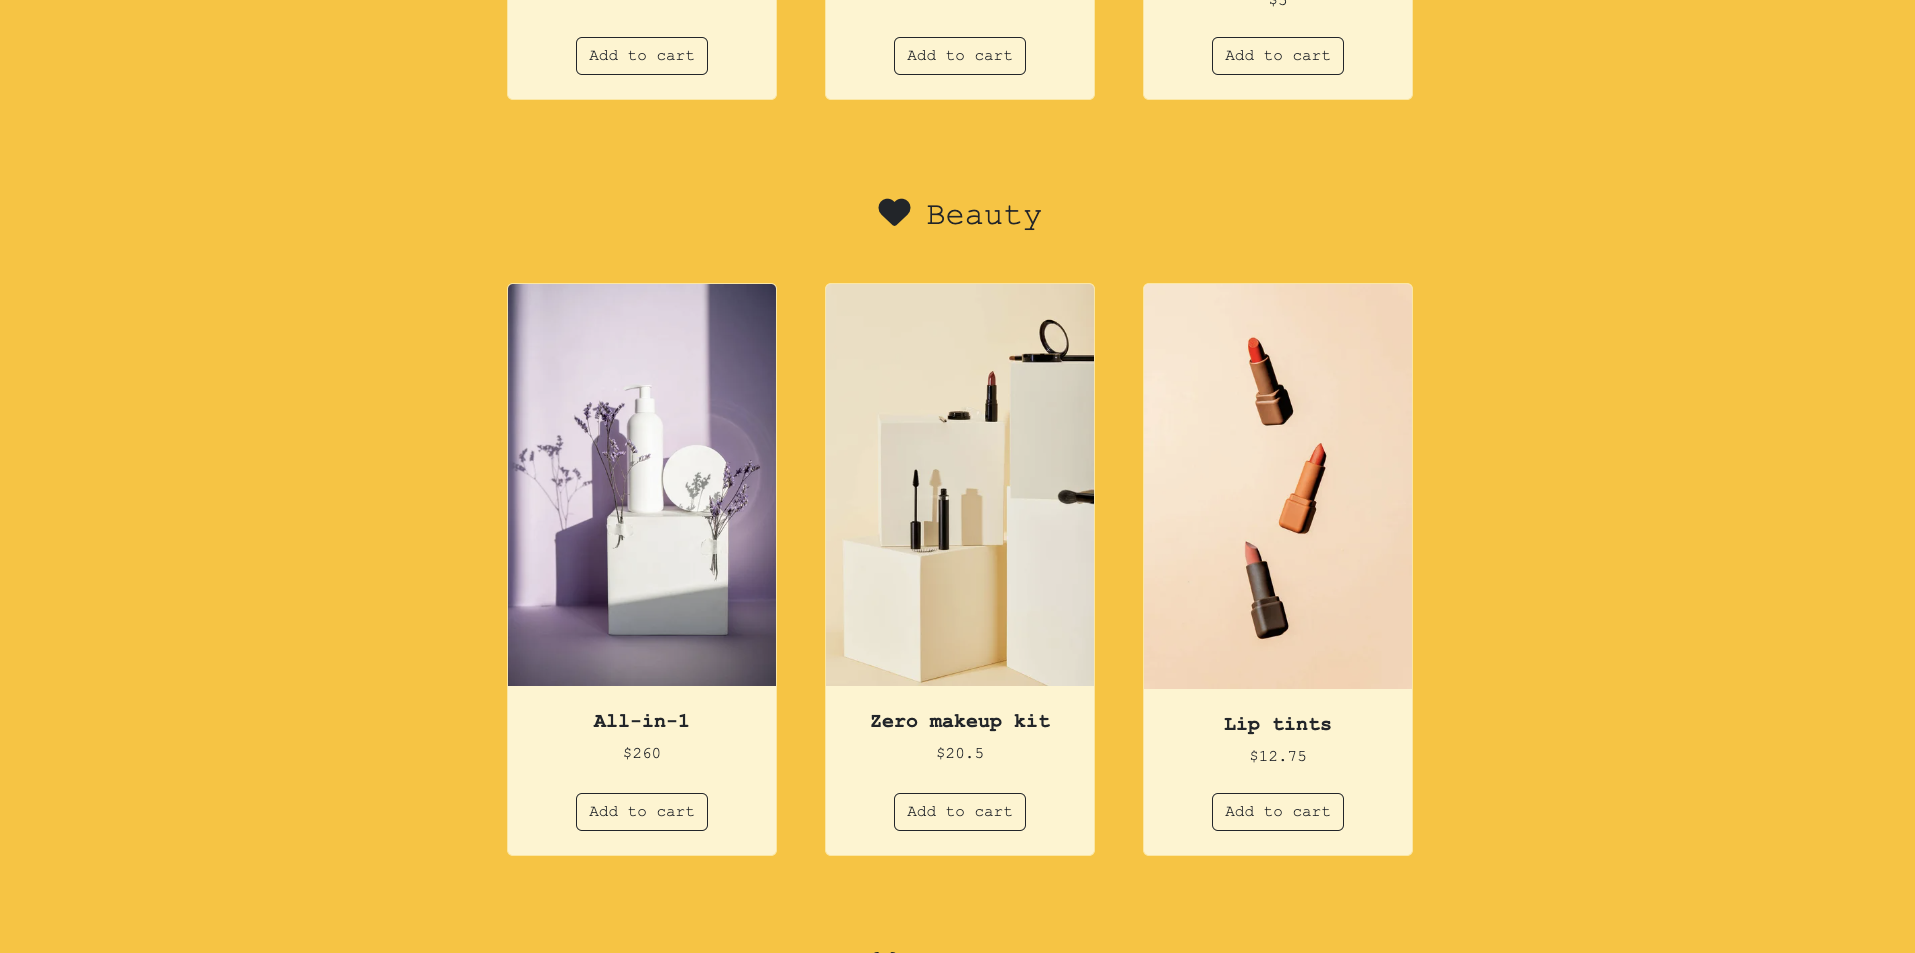 $5
Add to cart
Add to cart
Add to cart
Beauty
All-in-1
$260
Add to cart
Zero makeup kit
$20.5
Add to cart
Lip tints
$12.75
Add to cart